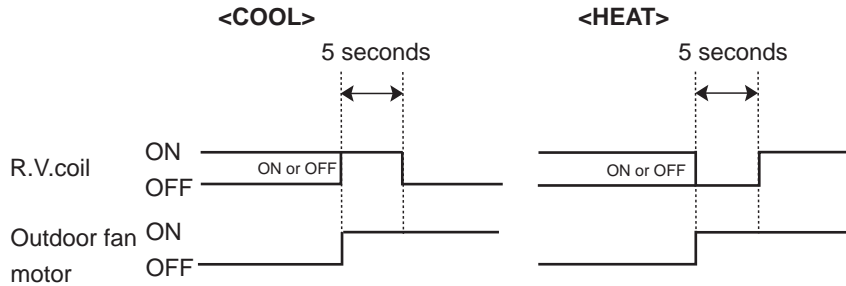 <COOL> <HEAT>
5 seconds 5 seconds
R.V.coil ON
ON or OFF ON or OFF
OFF
Outdoor fan ON
motor OFF